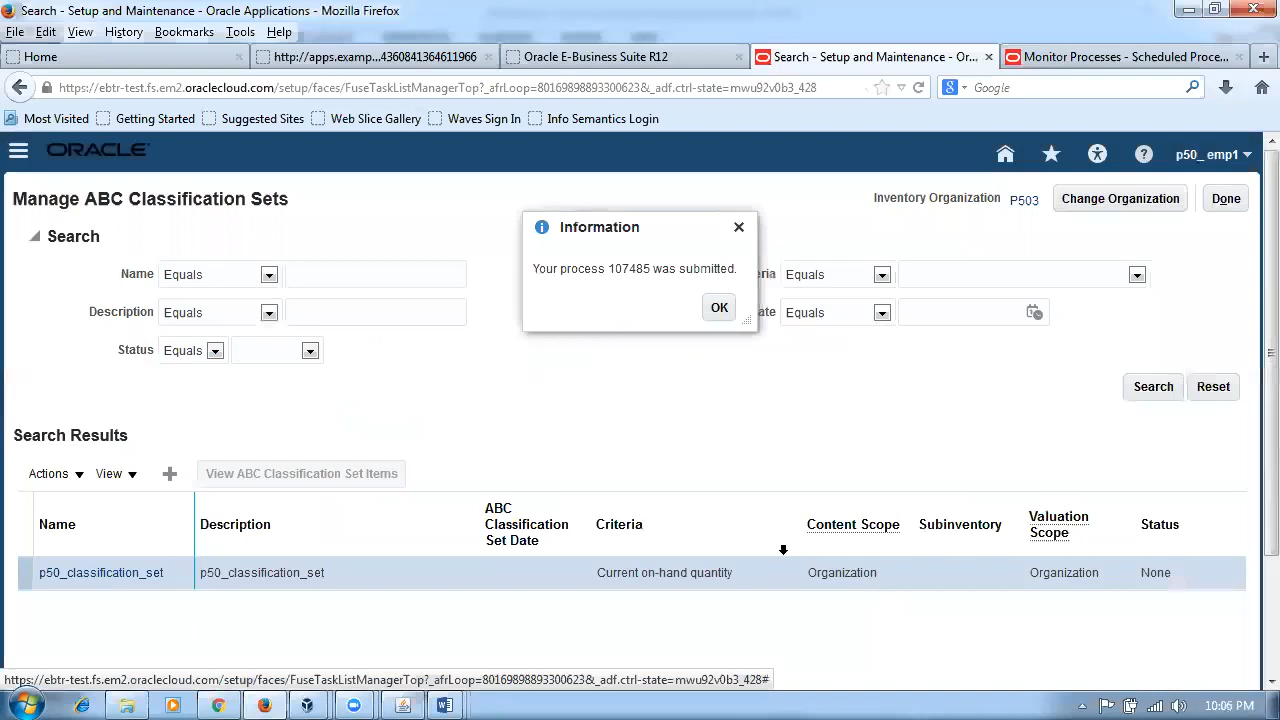 Search - Setup and Maintenance - Oracle Applications - Mozilla Firefox
File Edit View History Bookmarks Tools Help
Home
http://apps.examp...4360841364611966
Oracle E-Business Suite R12
Search - Setup and Maintenance - Or...
Monitor Processes - Scheduled Proce...
https://ebtr-test.fs.em2.oraclecloud.com/setup/faces/FuseTaskListManagerTop?_afrLoop=80169898893300623&_adf.ctrl-state=mwu92v0b3_428
Google
Most Visited Getting Started Suggested Sites Web Slice Gallery Waves Sign In Info Semantics Login
ORACLE
p50_ emp1
Manage ABC Classification Sets
Inventory Organization P503 Change Organization Done
Search
Information
Your process 107485 was submitted.
OK
Name Equals
eria Equals
Description Equals
ate Equals
Status Equals
Search Reset
Search Results
Actions View View ABC Classification Set Items
Name Description ABC Classification Set Date Criteria Content Scope Subinventory Valuation Scope Status
p50_classification_set p50_classification_set Current on-hand quantity Organization Organization None
https://ebtr-test.fs.em2.oraclecloud.com/setup/faces/FuseTaskListManagerTop?_afrLoop=80169898893300623&_adf.ctrl-state=mwu92v0b3_428#
10:06 PM